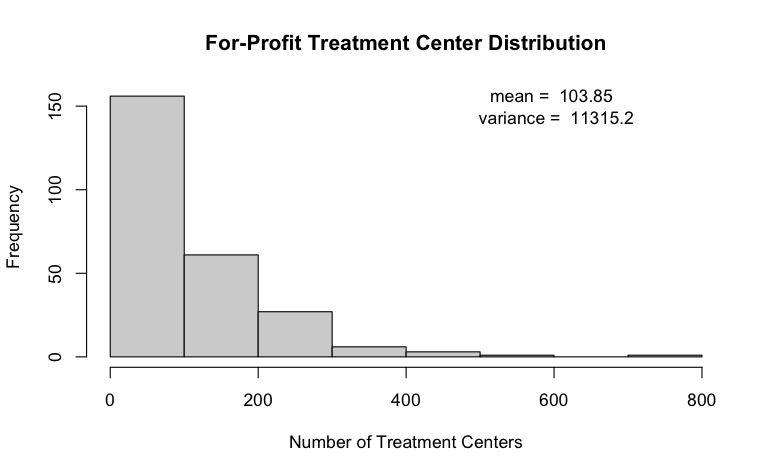 For-Profit Treatment Center Distribution
mean = 103.85
variance = 11315.2
150
100
50
0
Frequency
0 200 400 600 800
Number of Treatment Centers